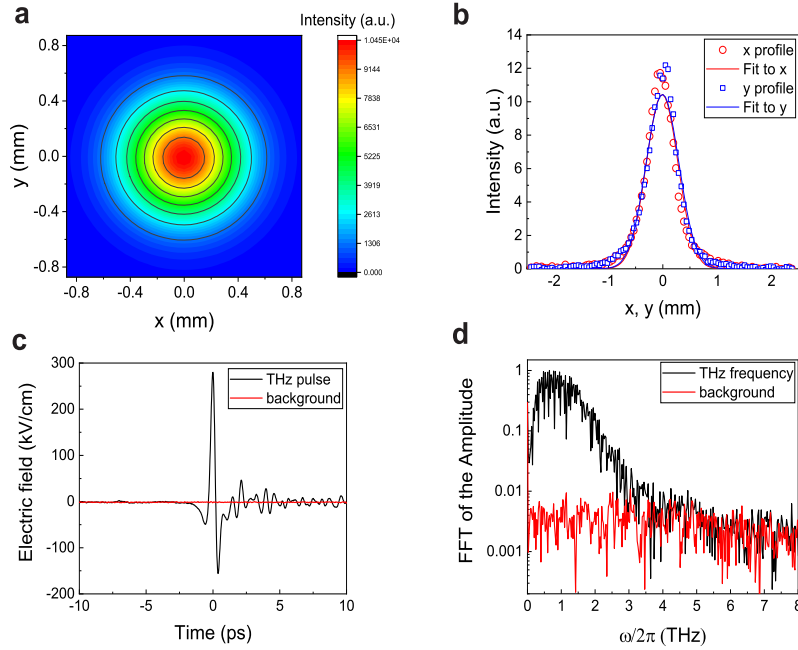 a
Intensity (a.u.)
1.045E+04
9144
7838
6531
5225
3919
2613
1306
0.000
0.8
0.4
0.0
-0.4
-0.8
y (mm)
-0.8 -0.4 0.0 0.4 0.8
x (mm)
b
14
12
10
8
6
4
2
0
Intensity (a.u.)
x profile
Fit to x
y profile
Fit to y
-2 -1 0 1 2
x, y (mm)
c
300
200
100
0
-100
-200
Electric field (kV/cm)
THz pulse
background
-10 -5 0 5 10
Time (ps)
d
1
0.1
0.01
0.001
FFT of the Amplitude
THz frequency
background
0 1 2 3 4 5 6 7 8
ω/2π (THz)